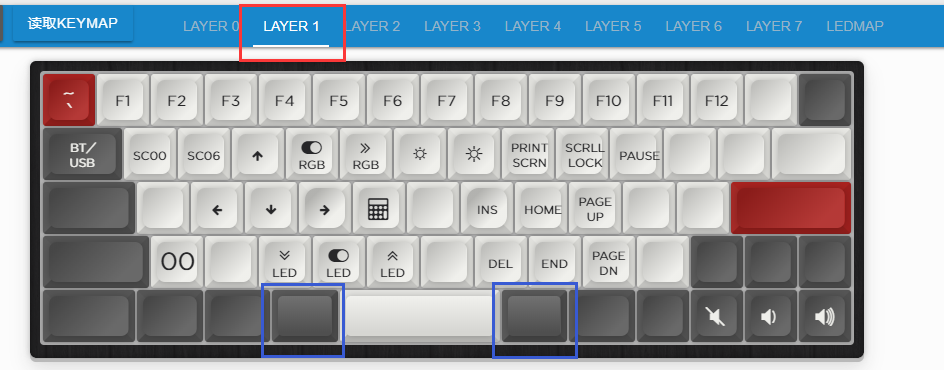 读取KEYMAP LAYER 0 LAYER 1 LAYER 2 LAYER 3 LAYER 4 LAYER 5 LAYER 6 LAYER 7 LEDMAP
~ ` F1 F2 F3 F4 F5 F6 F7 F8 F9 F10 F11 F12
BT/ USB SC00 SC06 RGB RGB PRINT SCRN SCRLL LOCK PAUSE
INS HOME PAGE UP
00 LED LED LED DEL END PAGE DN